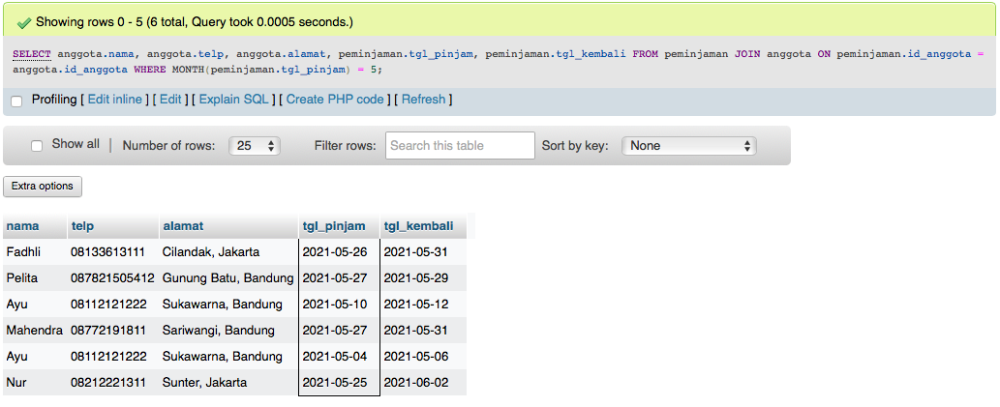 Showing rows 0 - 5 (6 total, Query took 0.0005 seconds.)
SELECT anggota.nama, anggota.telp, anggota.alamat, peminjaman.tgl_pinjam, peminjaman.tgl_kembali FROM peminjaman JOIN anggota ON peminjaman.id_anggota =
anggota.id_anggota WHERE MONTH(peminjaman.tgl_pinjam) = 5;
Profiling [ Edit inline ] [ Edit ] [ Explain SQL ] [ Create PHP code ] [ Refresh ]
Show all | Number of rows: 25 Filter rows: Search this table Sort by key: None
Extra options
nama telp alamat tgl_pinjam tgl_kembali
Fadhli 08133613111 Cilandak, Jakarta 2021-05-26 2021-05-31
Pelita 087821505412 Gunung Batu, Bandung 2021-05-27 2021-05-29
Ayu 08112121222 Sukawarna, Bandung 2021-05-10 2021-05-12
Mahendra 08772191811 Sariwangi, Bandung 2021-05-27 2021-05-31
Ayu 08112121222 Sukawarna, Bandung 2021-05-04 2021-05-06
Nur 08212221311 Sunter, Jakarta 2021-05-25 2021-06-02